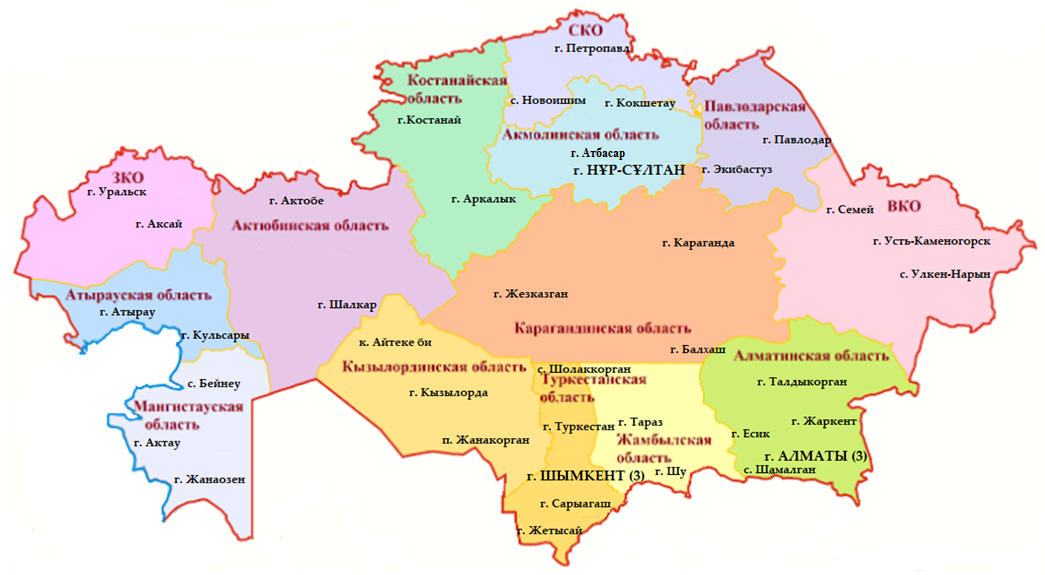 СКО
г. Петропавл
Костанайская
область
с. Новоишим
г. Кокшетау
Павлодарская
область
г.Костанай
Акмолинская область
г. Павлодар
г. Атбасар
г. НҰР-СҰЛТАН
г. Экибастуз
ЗКО
г. Уральск
г. Аксай
г. Актобе
Актюбинская область
г. Аркалык
г. Семей
ВКО
г. Караганда
г. Усть-Каменогорск
с. Улкен-Нарын
Атырауская область
г. Атырау
г. Шалкар
г. Жезказган
г. Кульсары
Карагандинская область
к. Айтеке би
г. Балхаш
Алматинская область
Кызылординская область
с. Шолаккорган
Туркестанская
область
с. Бейнеу
г. Талдыкорган
г. Кызылорда
Мангистауская
область
г. Туркестан
г. Тараз
г. Жаркент
г. Актау
п. Жанакорган
Жамбылская
область
г. Есик
г. АЛМАТЫ (3)
г. Жанаозен
г. ШЫМКЕНТ (3)
г. Шу
с. Шамалган
г. Сарыагаш
г. Жетысай